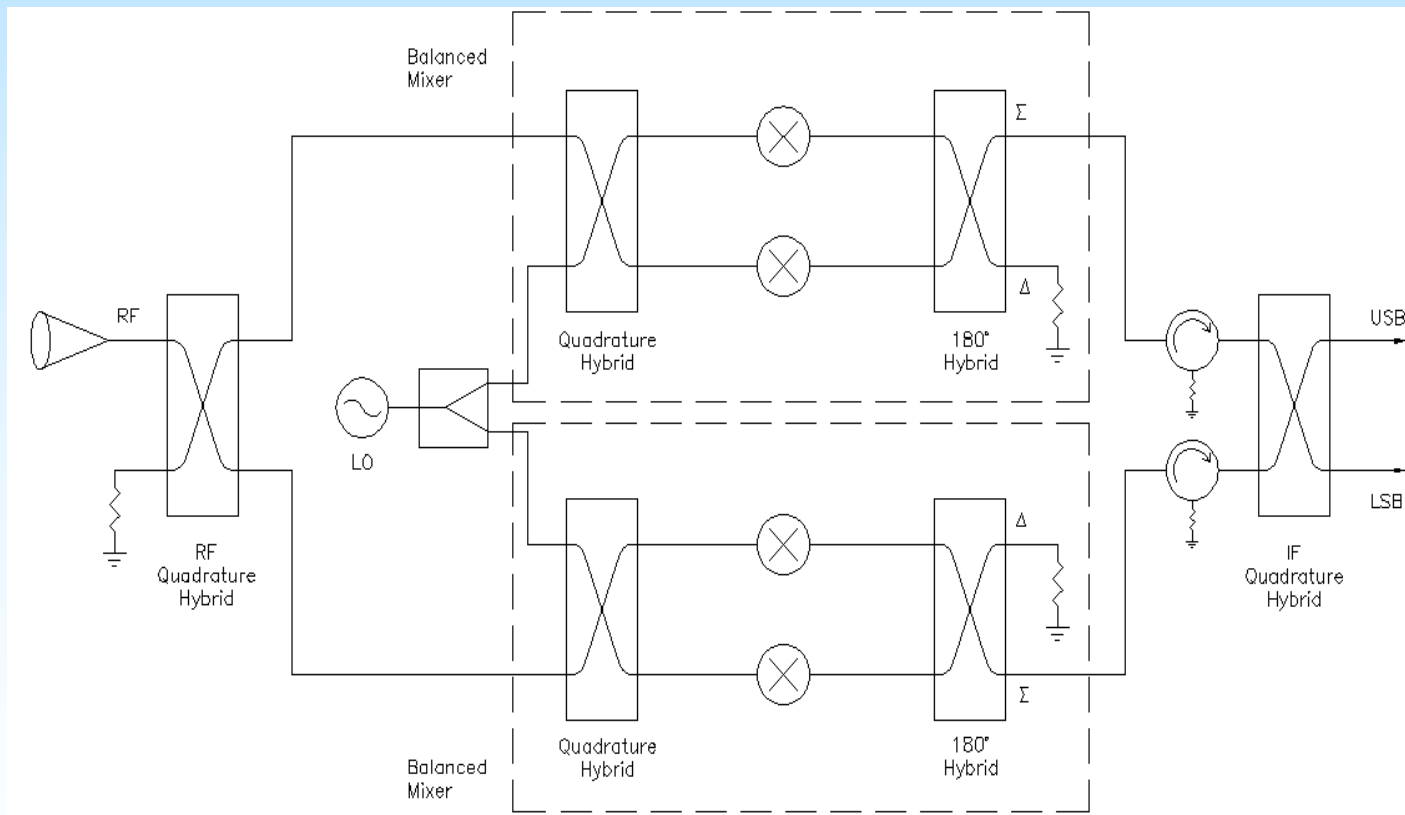 Balanced
Mixer
Σ
Δ
Quadrature
Hybrid
180°
Hybrid
RF
LO
RF
Quadrature
Hybrid
USB
LSB
IF
Quadrature
Hybrid
Δ
Σ
Quadrature
Hybrid
180°
Hybrid
Balanced
Mixer